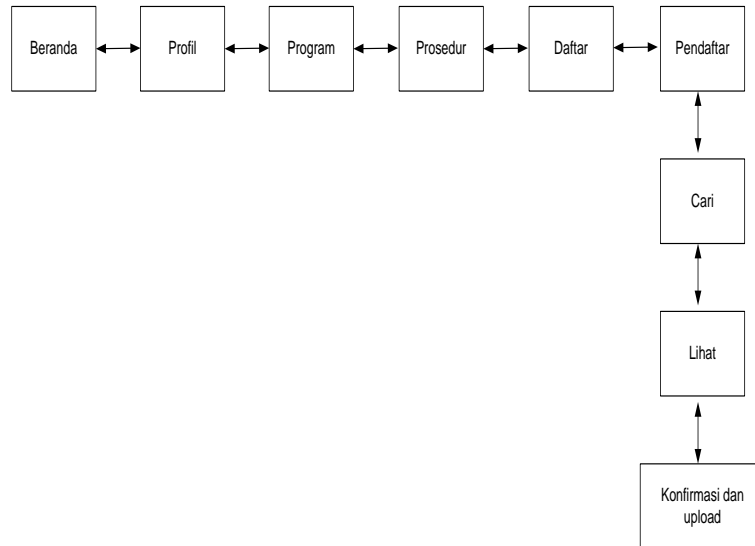 Beranda
Profil
Program
Prosedur
Daftar
Pendaftar
Cari
Lihat
Konfirmasi dan
upload